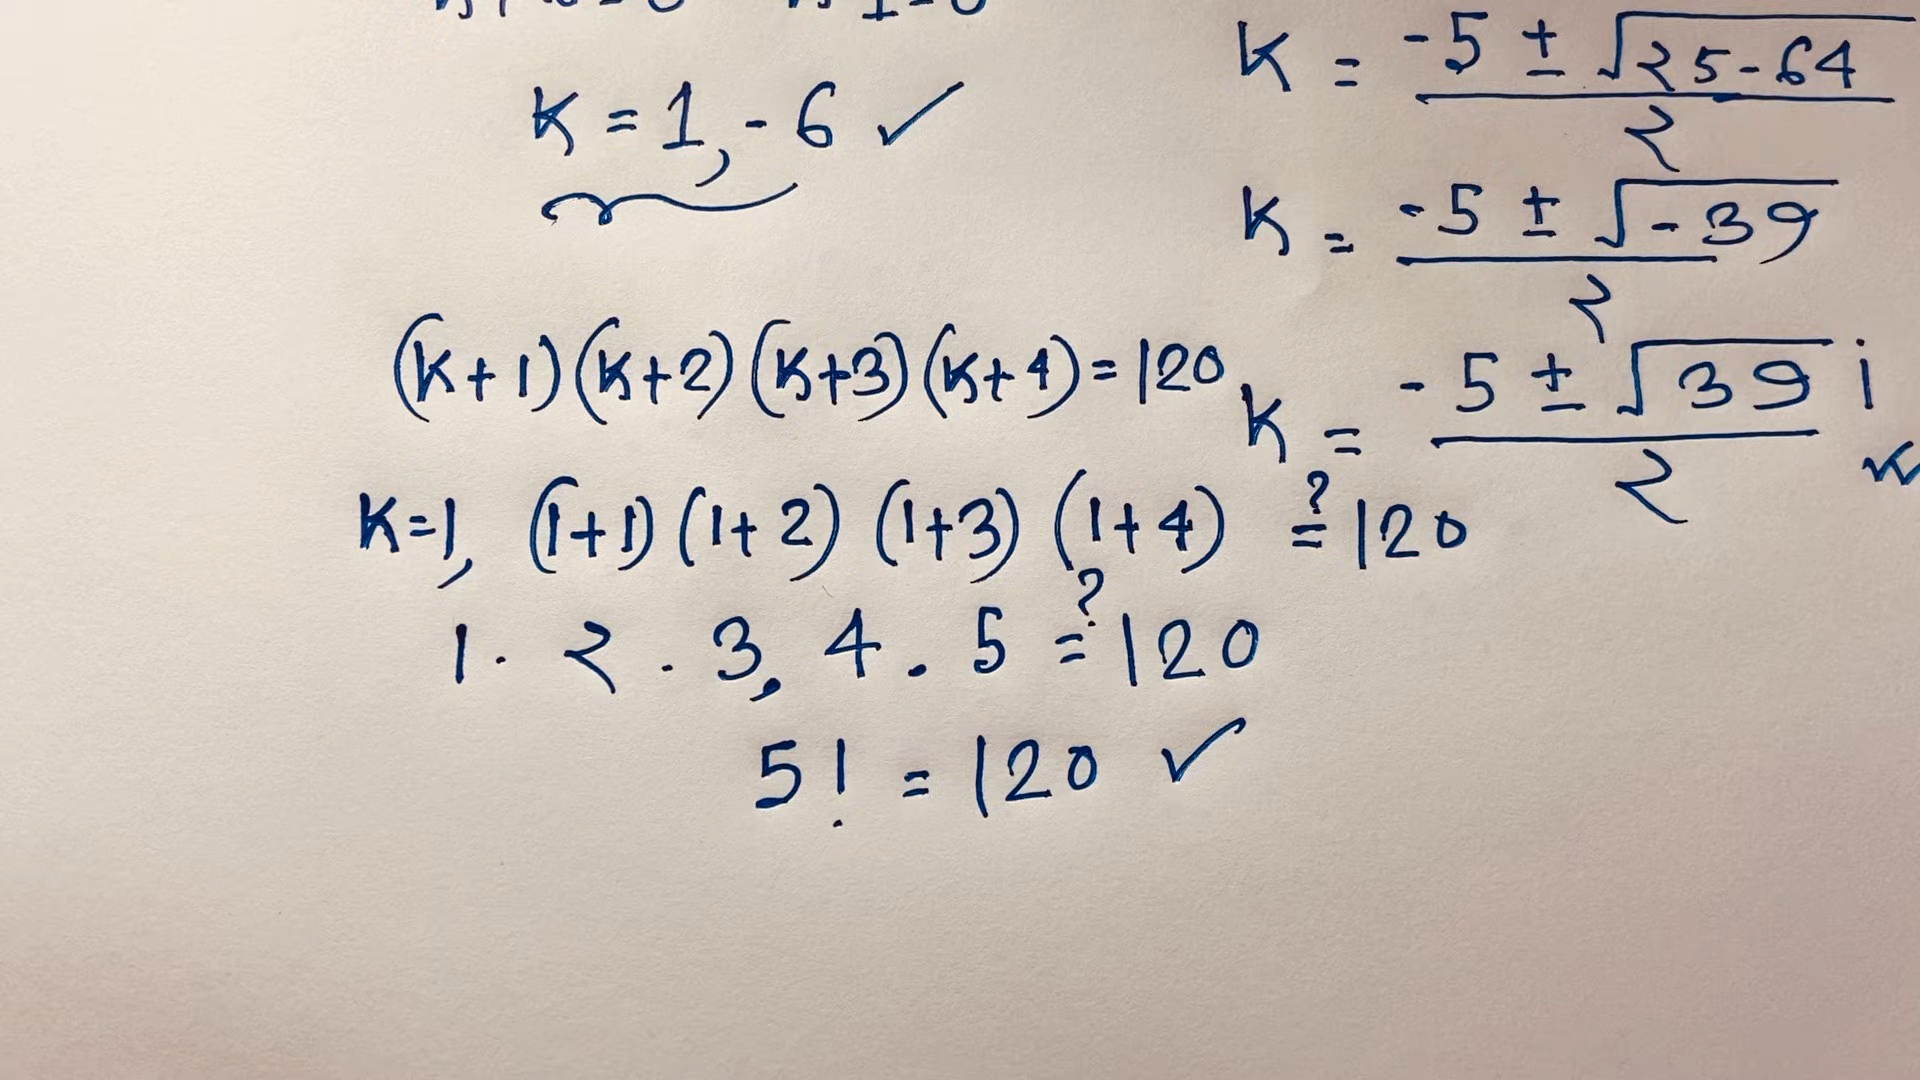 K = 1, -6 ✓
(K+1)(K+2)(K+3)(K+4) = 120
K=1, (1+1)(1+2)(1+3)(1+4) ?= 120
1 . 2 . 3 . 4 . 5 ?= 120
5! = 120 ✓
K = (-5 ± √(25-64))/2
K = (-5 ± √(-39))/2
K = (-5 ± √39 i)/2 ✓